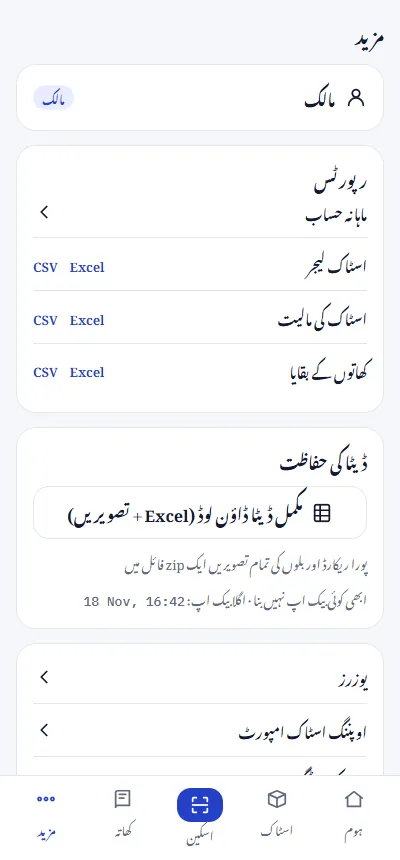 مزید
مالک
مالک
رپورٹس
ماہانہ حساب
اسٹاک لیجر
Excel CSV
اسٹاک کی مالیت
Excel CSV
کھاتوں کے بقایا
Excel CSV
ڈیٹا کی حفاظت
مکمل ڈیٹا ڈاؤن لوڈ (Excel + تصویریں)
پورا ریکارڈ اور بلوں کی تمام تصویریں ایک zip فائل میں
ابھی کوئی بیک اپ نہیں بنا · اگلا بیک اپ: 18 Nov, 16:42
یوزرز
اوپننگ اسٹاک امپورٹ
ہوم
اسٹاک
اسکین
کھاتہ
مزید